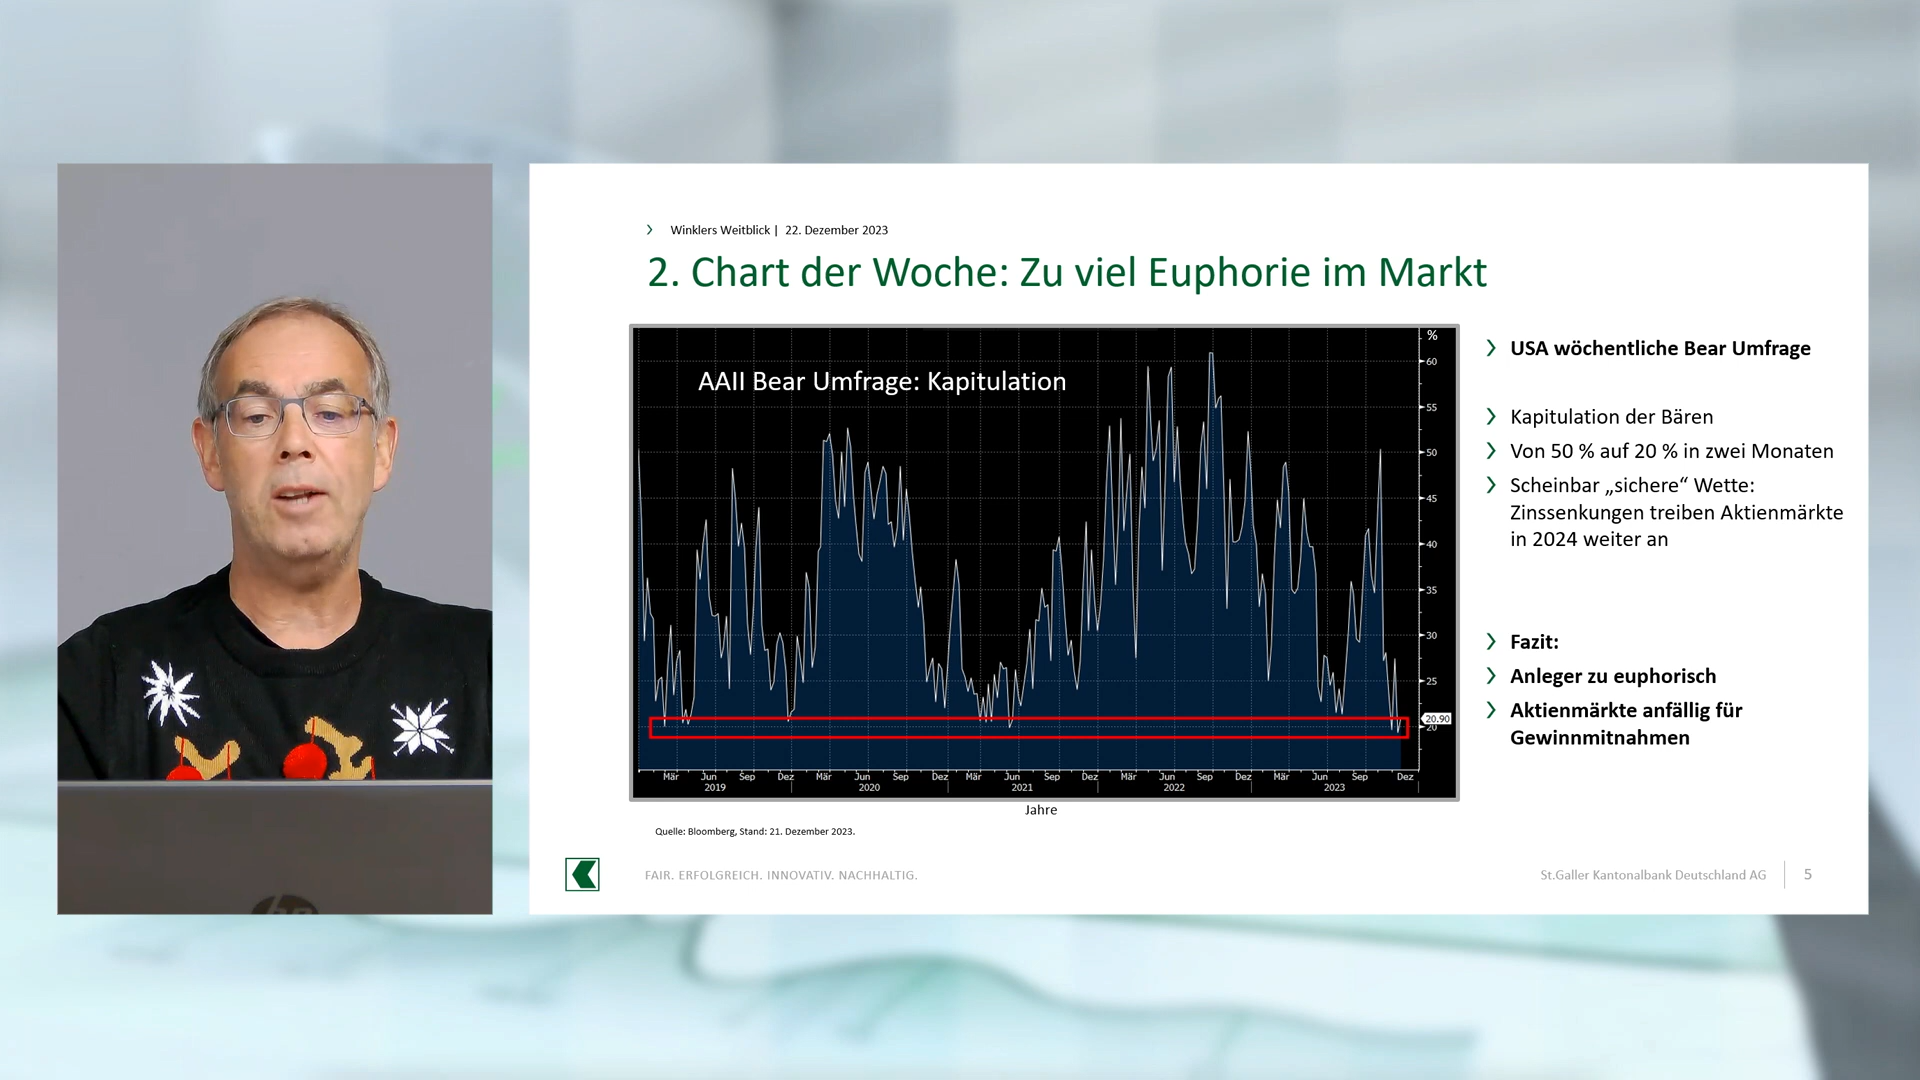 Winklers Weitblick | 22. Dezember 2023
2. Chart der Woche: Zu viel Euphorie im Markt
AAII Bear Umfrage: Kapitulation
%
60
55
50
45
40
35
30
25
20.90
20
Mär Jun Sep Dez Mär Jun Sep Dez Mär Jun Sep Dez Mär Jun Sep Dez Mär Jun Sep Dez
2019 2020 2021 2022 2023
Jahre
Quelle: Bloomberg, Stand: 21. Dezember 2023.
USA wöchentliche Bear Umfrage
Kapitulation der Bären
Von 50 % auf 20 % in zwei Monaten
Scheinbar „sichere“ Wette:
Zinssenkungen treiben Aktienmärkte
in 2024 weiter an
Fazit:
Anleger zu euphorisch
Aktienmärkte anfällig für
Gewinnmitnahmen
FAIR. ERFOLGREICH. INNOVATIV. NACHHALTIG.
St.Galler Kantonalbank Deutschland AG
5
hp